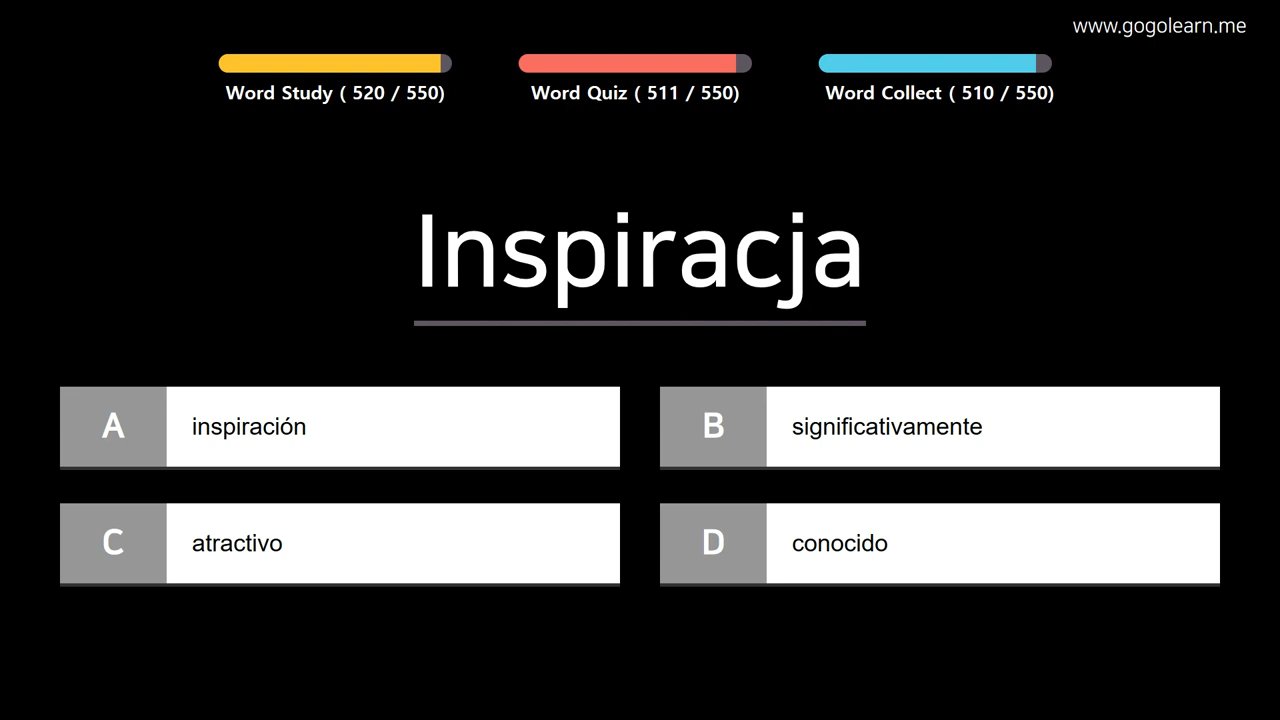 www.gogolearn.me
Word Study ( 520 / 550)
Word Quiz ( 511 / 550)
Word Collect ( 510 / 550)
Inspiracja
A inspiración
B significativamente
C atractivo
D conocido